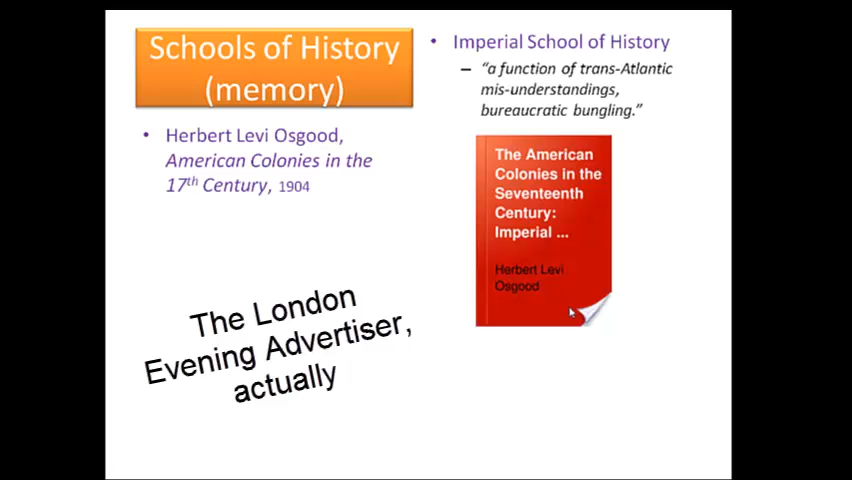 Schools of History
(memory)
• Herbert Levi Osgood,
American Colonies in the
17th Century, 1904
The London
Evening Advertiser,
actually
• Imperial School of History
– “a function of trans-Atlantic
mis-understandings,
bureaucratic bungling.”
The American
Colonies in the
Seventeenth
Century:
Imperial ...
Herbert Levi
Osgood